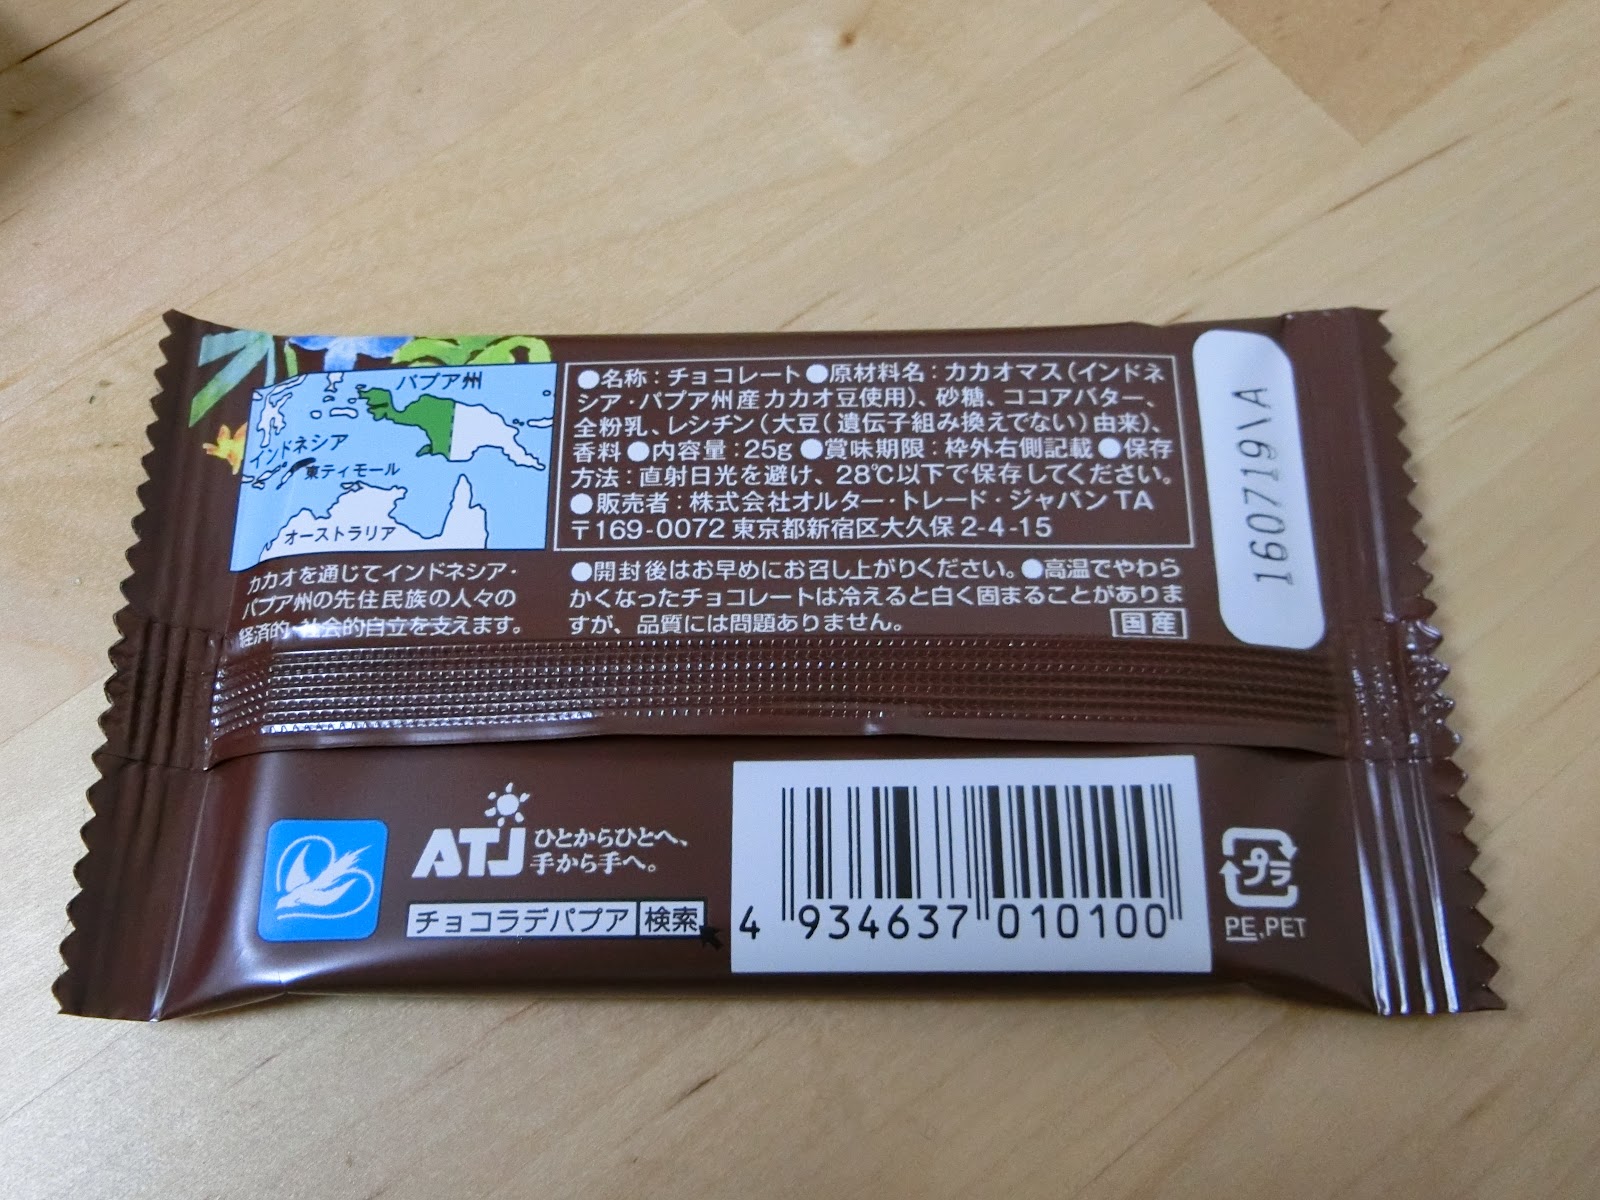 パプア州
インドネシア
東ティモール
オーストラリア
カカオを通じてインドネシア・
パプア州の先住民族の人々の
経済的、社会的自立を支えます。
●名称：チョコレート●原材料名：カカオマス（インドネ
シア・パプア州産カカオ豆使用）、砂糖、ココアバター、
全粉乳、レシチン（大豆（遺伝子組み換えでない）由来）、
香料●内容量：25g●賞味期限：枠外右側記載●保存
方法：直射日光を避け、28℃以下で保存してください。
●販売者：株式会社オルター・トレード・ジャパンTA
〒169-0072 東京都新宿区大久保2-4-15
●開封後はお早めにお召し上がりください。●高温でやわら
かくなったチョコレートは冷えると白く固まることがありま
すが、品質には問題ありません。
国産
160719\A
ATJ
ひとからひとへ、
手から手へ。
チョコラデパプア 検索
4 934637 010100
プラ
PE,PET